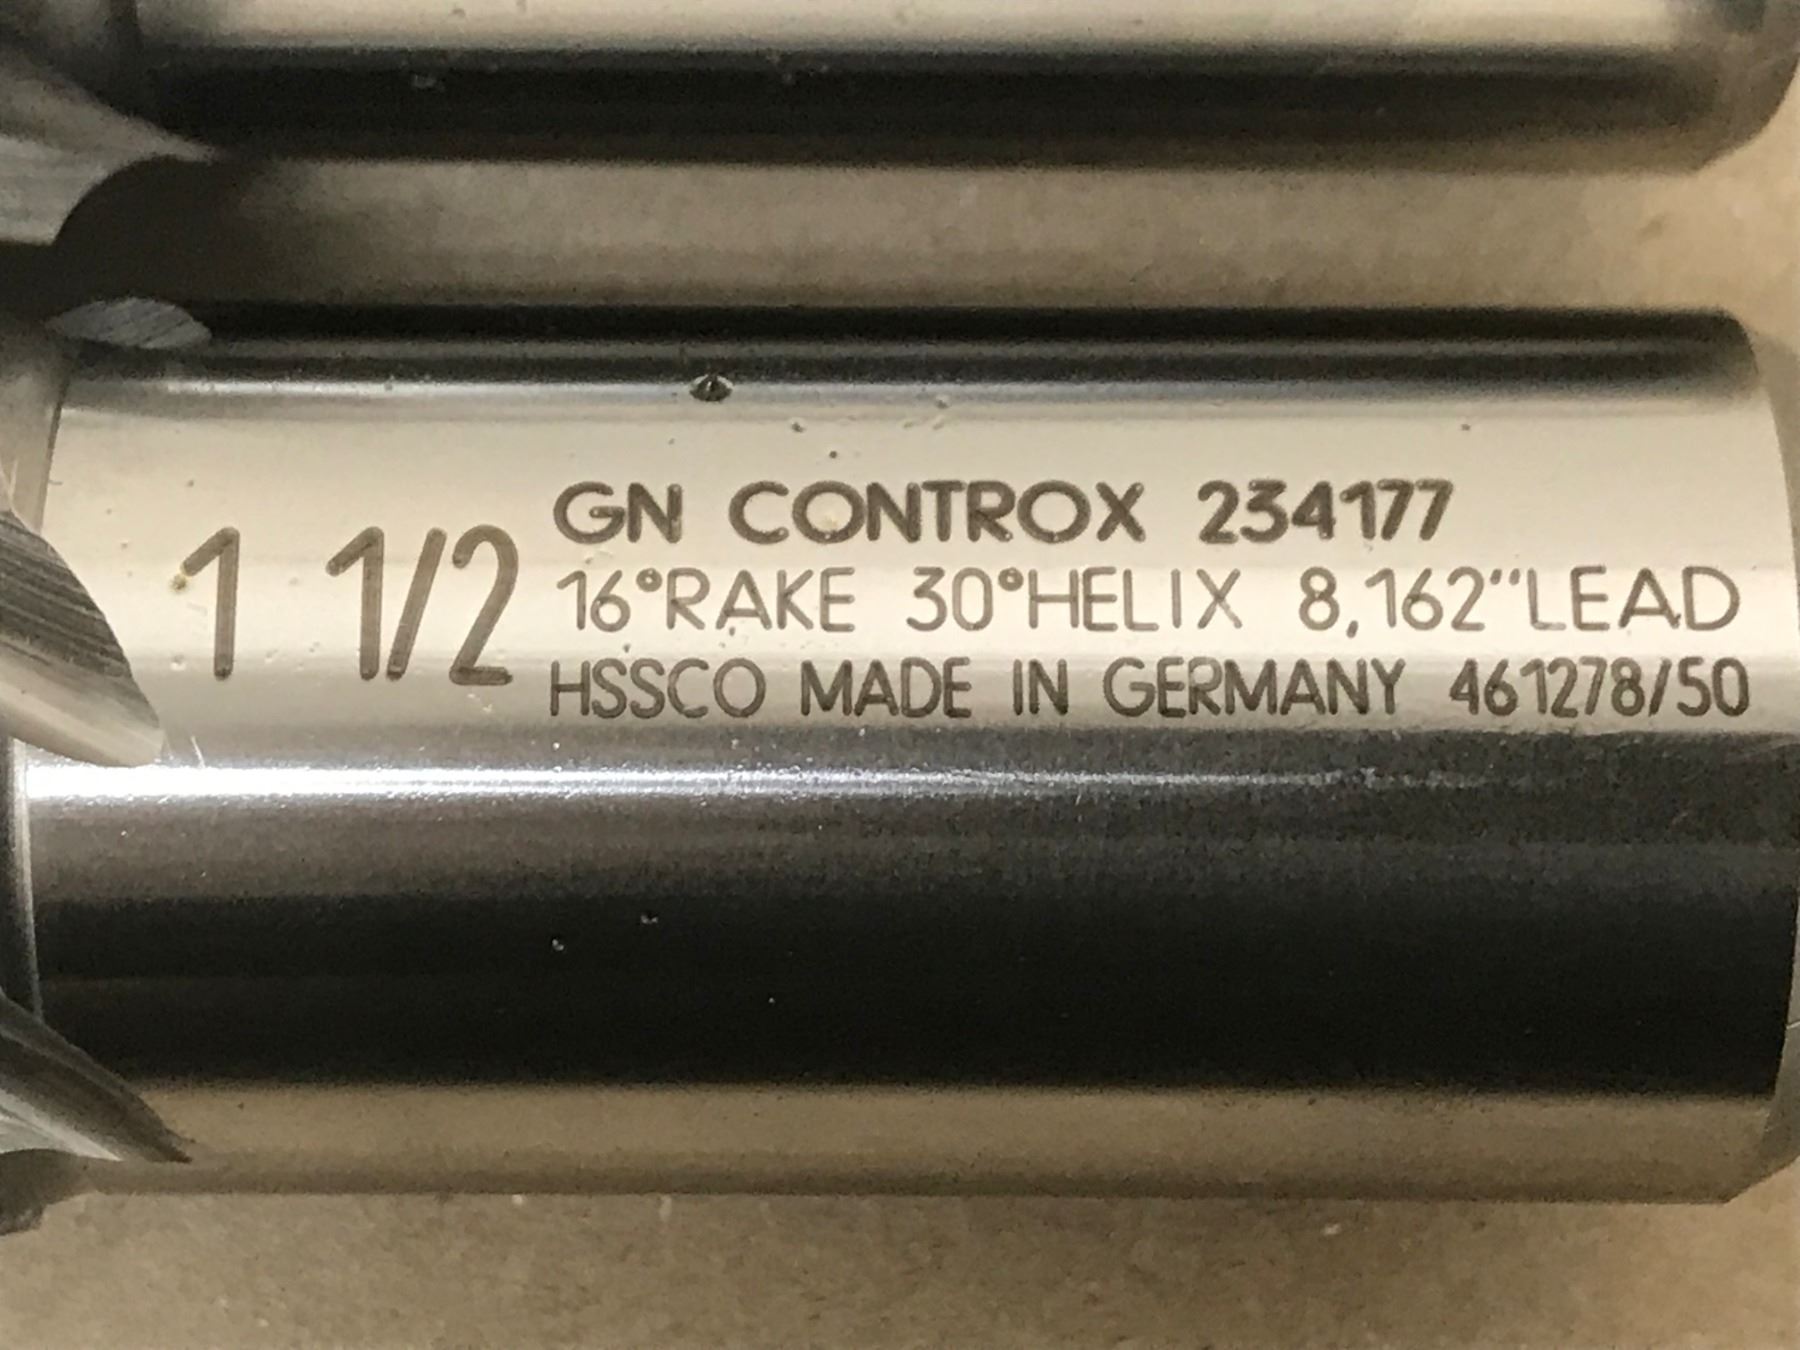 1 1/2
GN CONTROX 234177
16°RAKE 30°HELIX 8,162"LEAD
HSSCO MADE IN GERMANY 461278/50